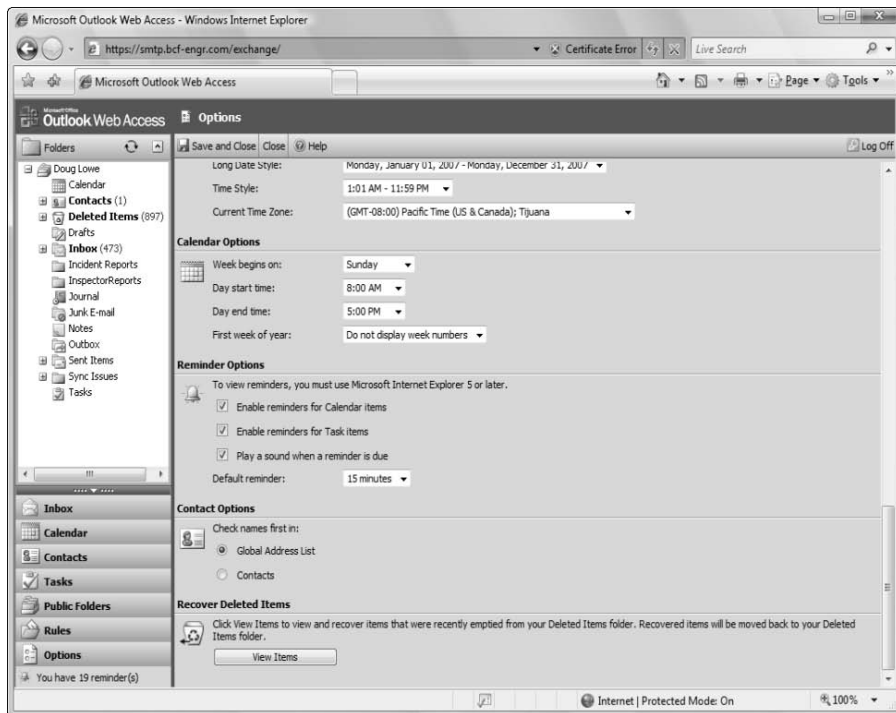 Microsoft Outlook Web Access - Windows Internet Explorer
https://smtp.bcf-engr.com/exchange/
Certificate Error
Live Search
Microsoft Outlook Web Access
Page
Tools
Microsoft Office
Outlook Web Access
Options
Folders
Save and Close
Close
Help
Log Off
Doug Lowe
Calendar
Contacts (1)
Deleted Items (897)
Drafts
Inbox (473)
Incident Reports
InspectorReports
Journal
Junk E-mail
Notes
Outbox
Sent Items
Sync Issues
Tasks
Inbox
Calendar
Contacts
Tasks
Public Folders
Rules
Options
You have 19 reminder(s)
Long Date Style: Monday, January 01, 2007 - Monday, December 31, 2007
Time Style: 1:01 AM - 11:59 PM
Current Time Zone: (GMT-08:00) Pacific Time (US & Canada); Tijuana
Calendar Options
Week begins on: Sunday
Day start time: 8:00 AM
Day end time: 5:00 PM
First week of year: Do not display week numbers
Reminder Options
To view reminders, you must use Microsoft Internet Explorer 5 or later.
Enable reminders for Calendar items
Enable reminders for Task items
Play a sound when a reminder is due
Default reminder: 15 minutes
Contact Options
Check names first in:
Global Address List
Contacts
Recover Deleted Items
Click View Items to view and recover items that were recently emptied from your Deleted Items folder. Recovered items will be moved back to your Deleted
Items folder.
View Items
Internet | Protected Mode: On
100%